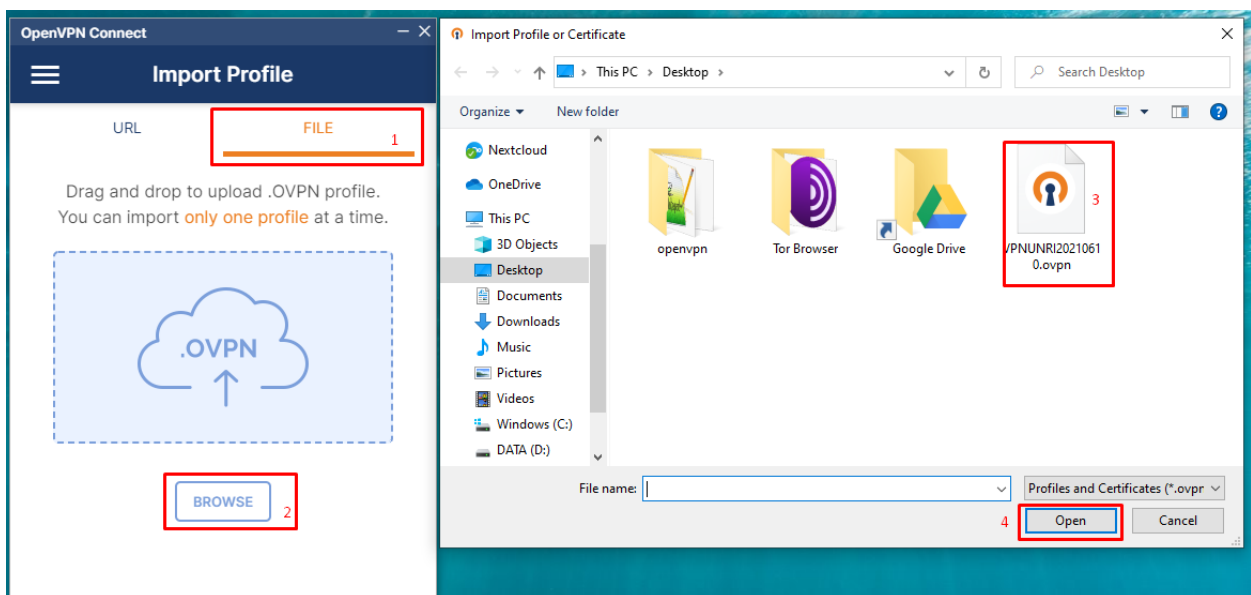 OpenVPN Connect
Import Profile
URL
FILE
1
Drag and drop to upload .OVPN profile.
You can import only one profile at a time.
.OVPN
BROWSE
2
Import Profile or Certificate
This PC > Desktop >
Search Desktop
Organize
New folder
?
Nextcloud
OneDrive
This PC
3D Objects
Desktop
Documents
Downloads
Music
Pictures
Videos
Windows (C:)
DATA (D:)
openvpn
Tor Browser
Google Drive
3
VPNUNRI2021061
0.ovpn
File name:
Profiles and Certificates (*.ovpr
4
Open
Cancel